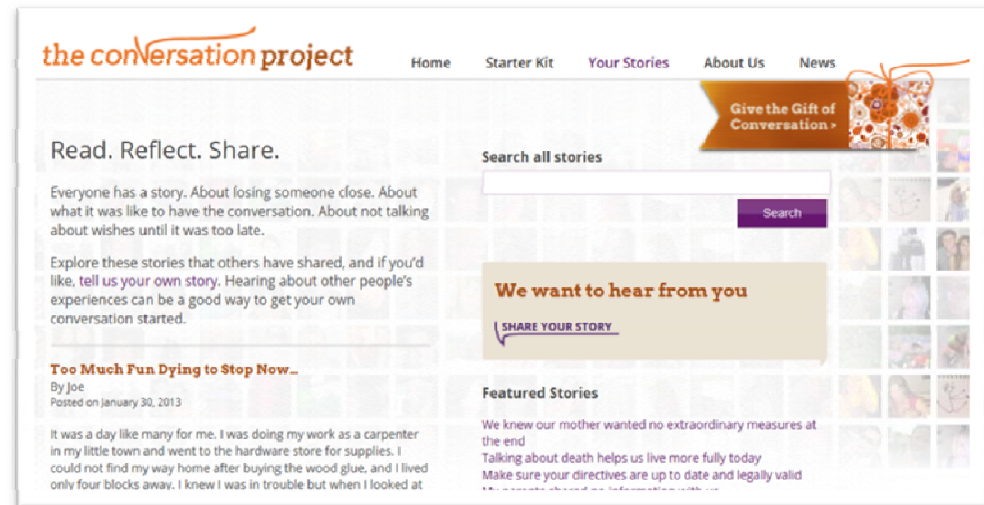 the conversation project
Home Starter Kit Your Stories About Us News
Give the Gift of
Conversation >
Read. Reflect. Share.
Everyone has a story. About losing someone close. About
what it was like to have the conversation. About not talking
about wishes until it was too late.
Explore these stories that others have shared, and if you'd
like, tell us your own story. Hearing about other people's
experiences can be a good way to get your own
conversation started.
Too Much Fun Dying to Stop Now...
By Joe
Posted on January 30, 2013
It was a day like many for me. I was doing my work as a carpenter
in my little town and went to the hardware store for supplies. I
could not find my way home after buying the wood glue, and I lived
only four blocks away. I knew I was in trouble but when I looked at
Search all stories
Search
We want to hear from you
SHARE YOUR STORY
Featured Stories
We knew our mother wanted no extraordinary measures at
the end
Talking about death helps us live more fully today
Make sure your directives are up to date and legally valid
My parents shared no information with us